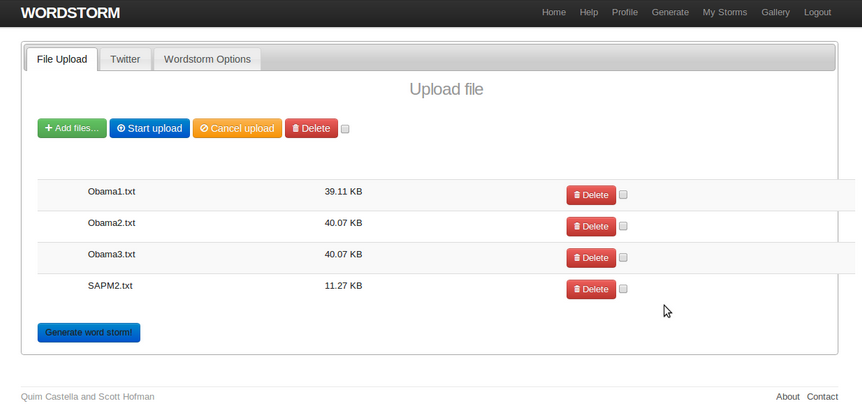 WORDSTORM Home Help Profile Generate My Storms Gallery Logout
File Upload Twitter Wordstorm Options
Upload file
Add files... Start upload Cancel upload Delete
Obama1.txt 39.11 KB Delete
Obama2.txt 40.07 KB Delete
Obama3.txt 40.07 KB Delete
SAPM2.txt 11.27 KB Delete
Generate word storm!
Quim Castella and Scott Hofman About Contact